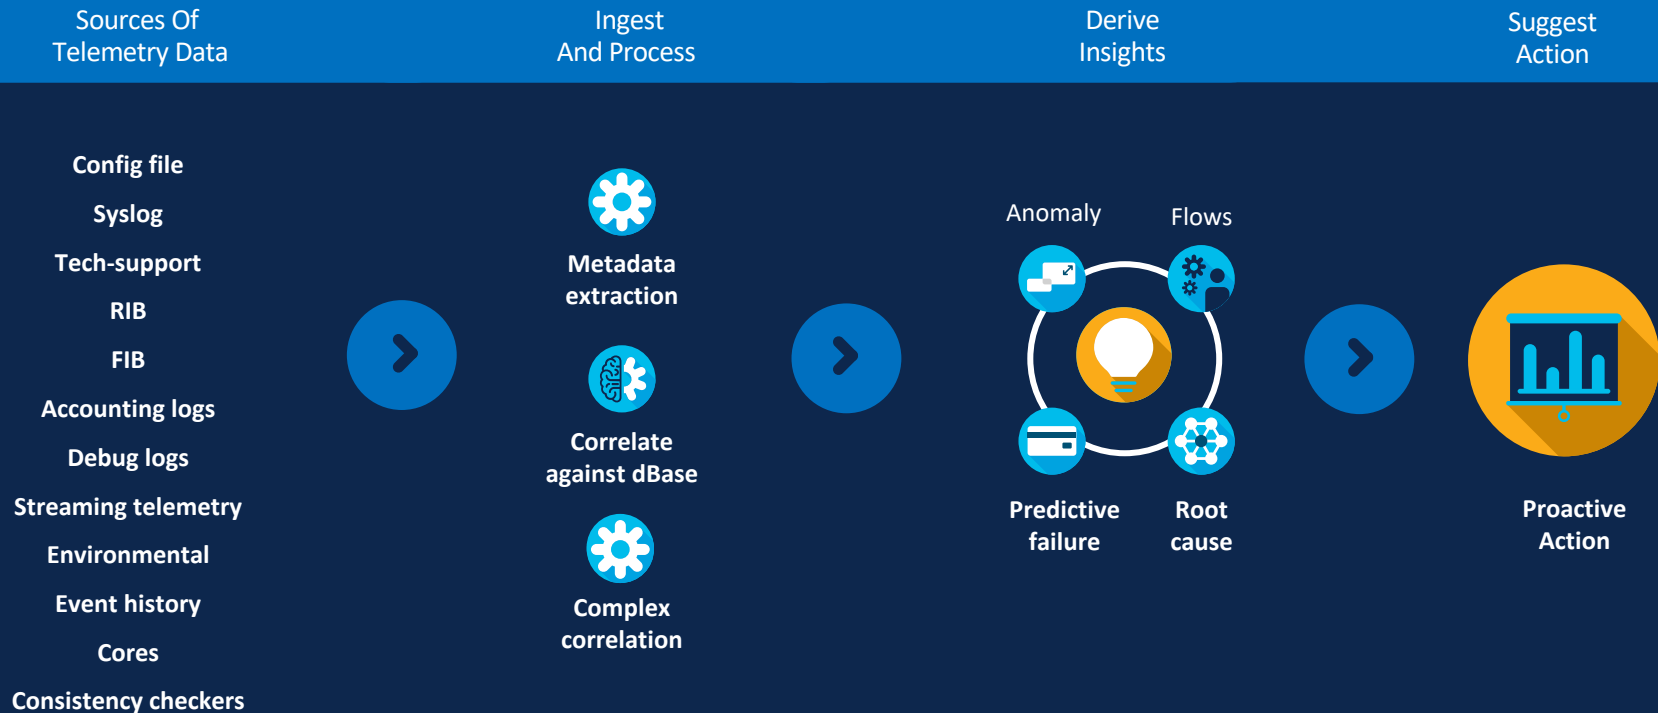 Sources Of
Telemetry Data
Ingest
And Process
Derive
Insights
Suggest
Action
Config file
Syslog
Tech-support
RIB
FIB
Accounting logs
Debug logs
Streaming telemetry
Environmental
Event history
Cores
Consistency checkers
Metadata
extraction
Correlate
against dBase
Complex
correlation
Anomaly
Flows
Predictive
failure
Root
cause
Proactive
Action